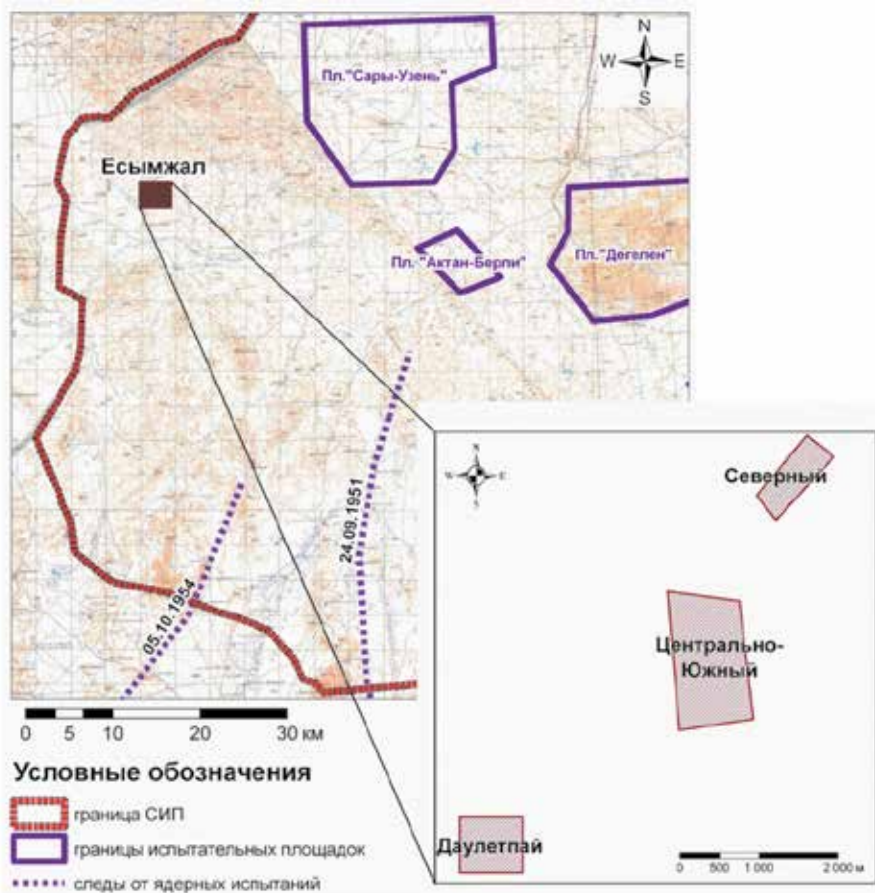 N
W E
S
Пл."Сары-Узень"
Есымжал
Пл. "Актан-Берли"
Пл."Дегелен"
24.09.1951
05.10.1954
0 5 10 20 30 км
Условные обозначения
граница СИП
границы испытательных площадок
следы от ядерных испытаний
N
W E
S
Северный
Центрально-
Южный
Даулетпай
0 500 1 000 2 000 м